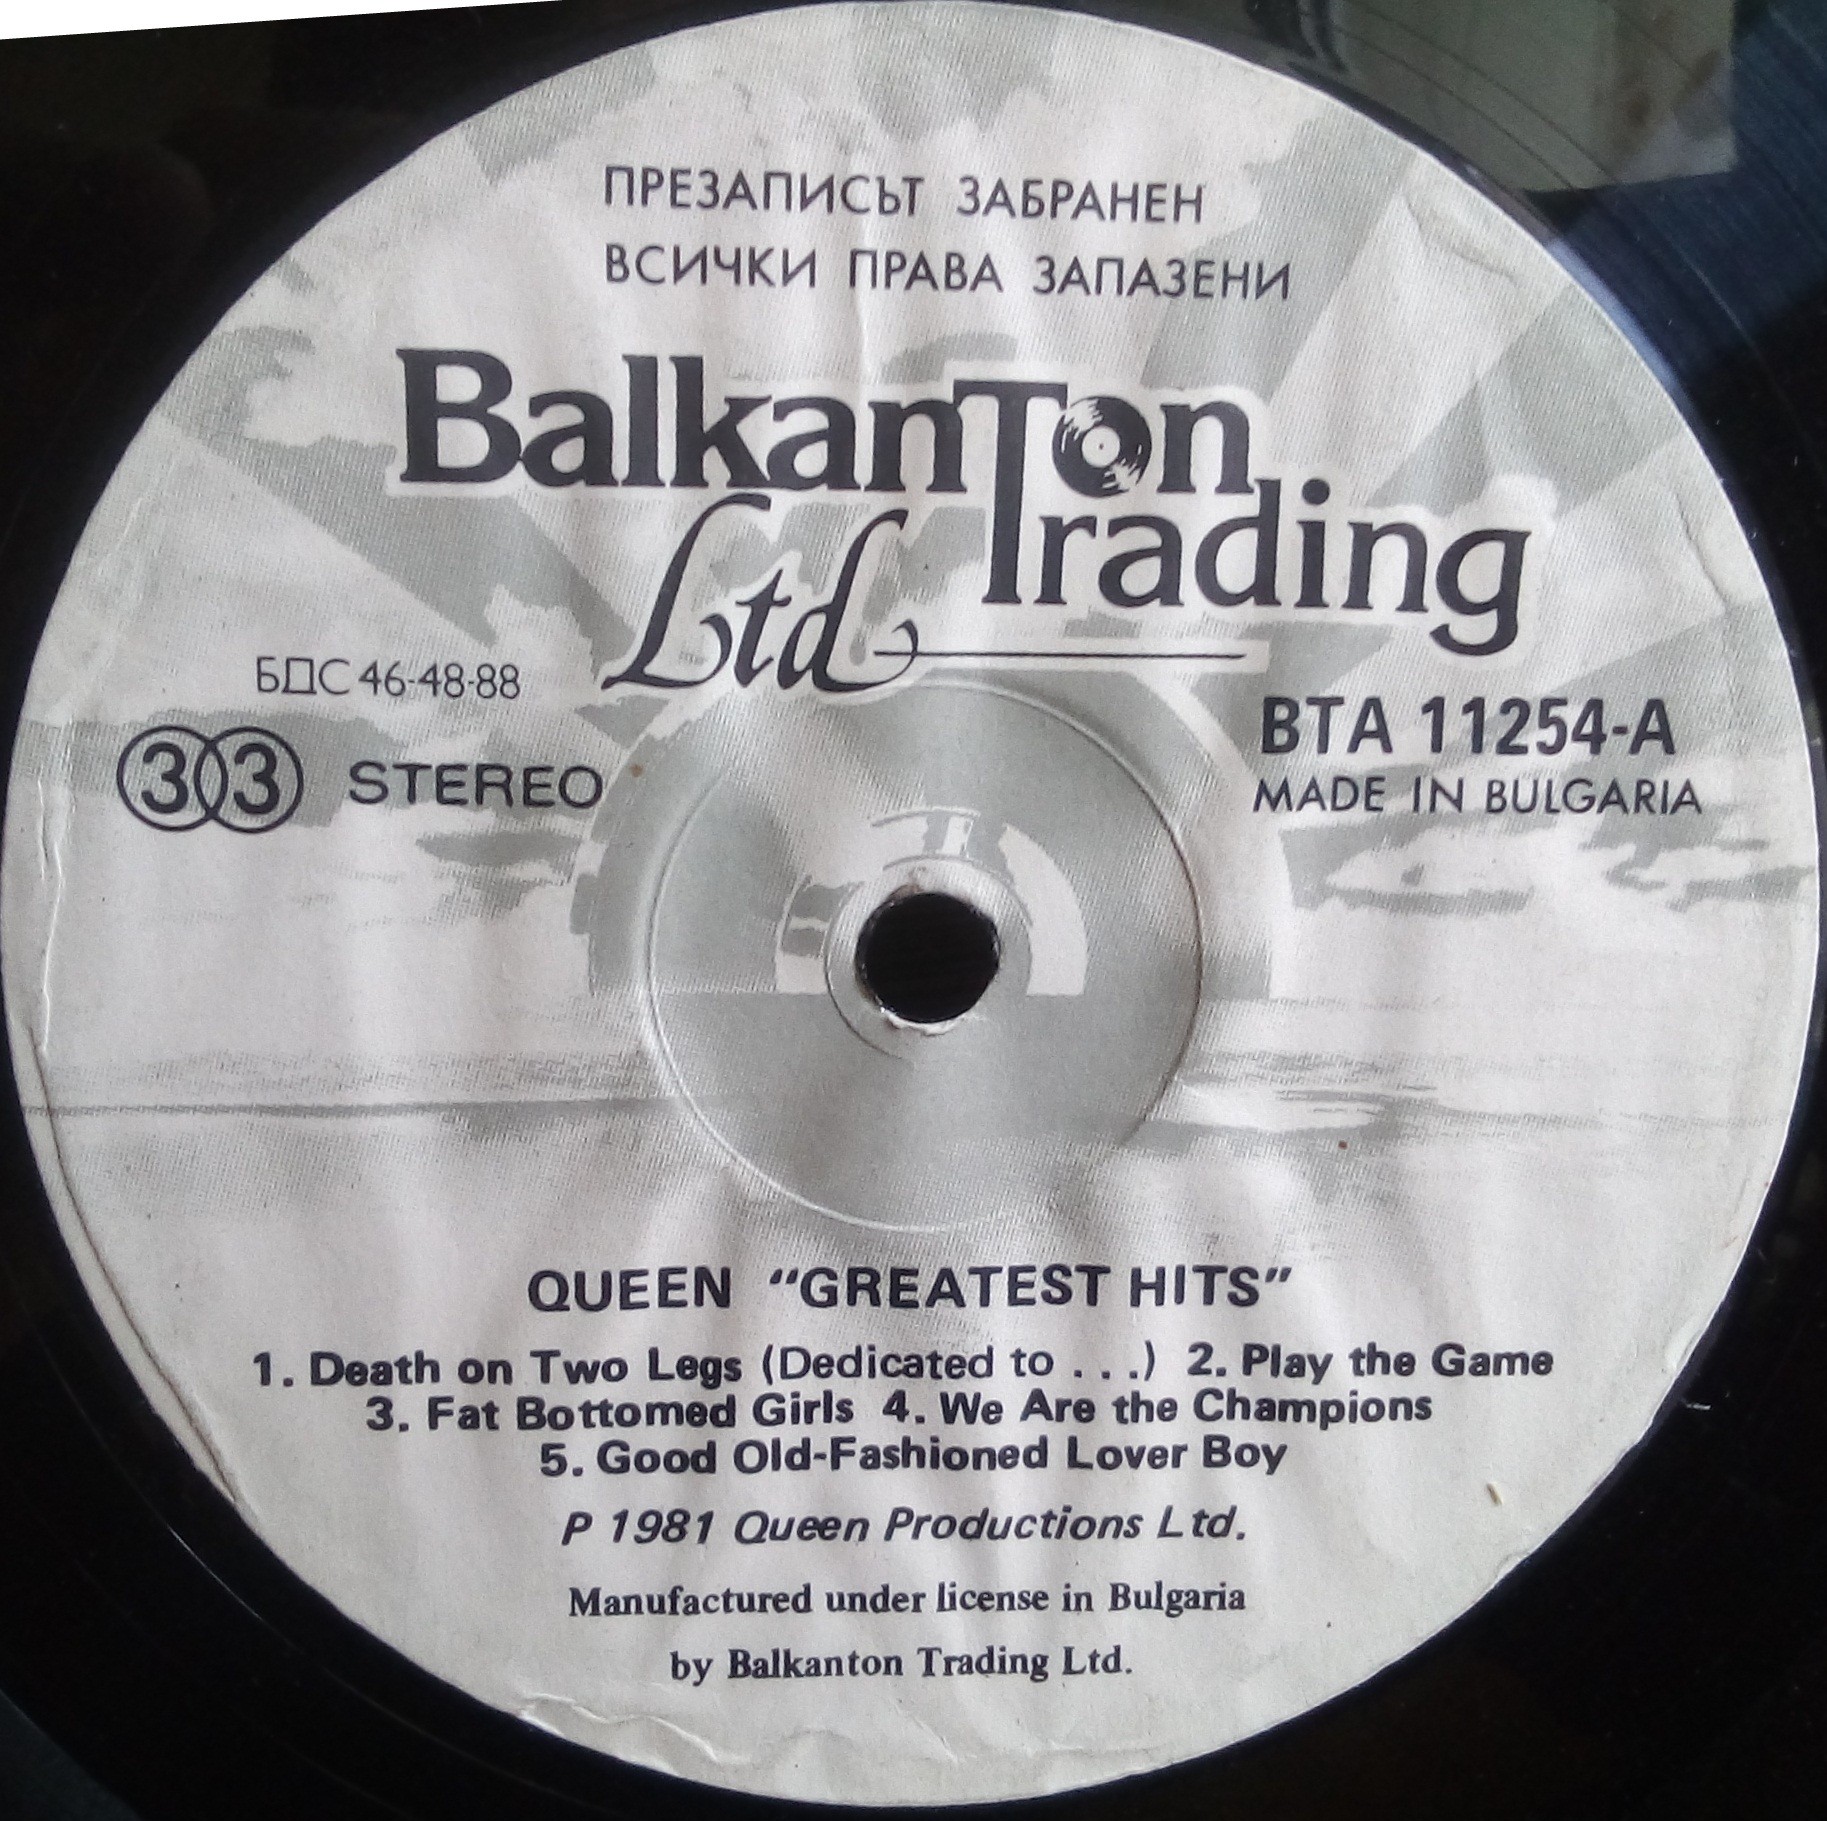 ПРЕЗАПИСЪТ ЗАБРАНЕН
ВСИЧКИ ПРАВА ЗАПАЗЕНИ
BalkanTon
Trading
Ltd
БДС 46-48-88
33 STEREO
ВТА 11254-А
MADE IN BULGARIA
QUEEN "GREATEST HITS"
1. Death on Two Legs (Dedicated to . . .) 2. Play the Game
3. Fat Bottomed Girls 4. We Are the Champions
5. Good Old-Fashioned Lover Boy
P 1981 Queen Productions Ltd.
Manufactured under license in Bulgaria
by Balkanton Trading Ltd.